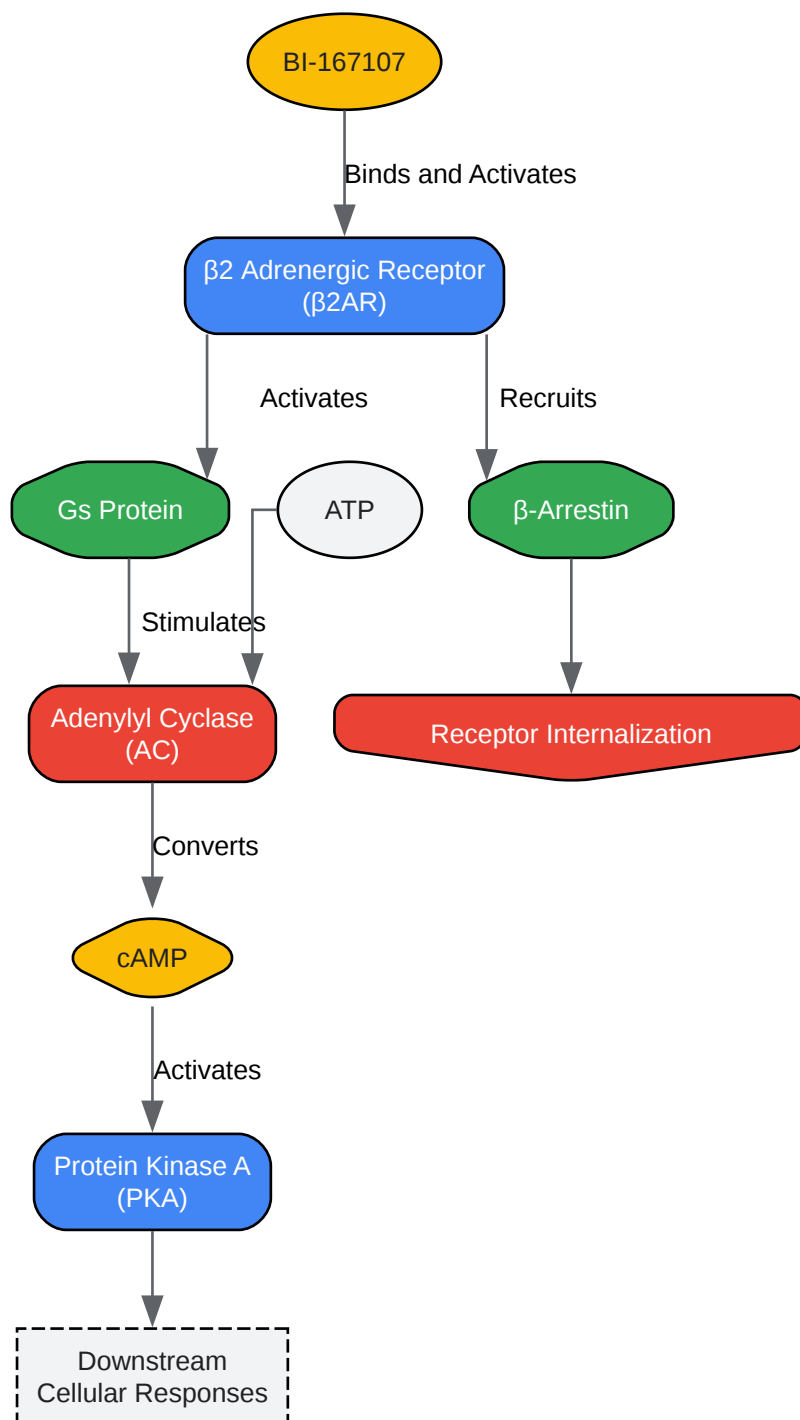 BI-167107
Binds and Activates
β2 Adrenergic Receptor
(β2AR)
Activates
Recruits
Gs Protein
ATP
β-Arrestin
Stimulates
Adenylyl Cyclase
(AC)
Receptor Internalization
Converts
cAMP
Activates
Protein Kinase A
(PKA)
Downstream
Cellular Responses